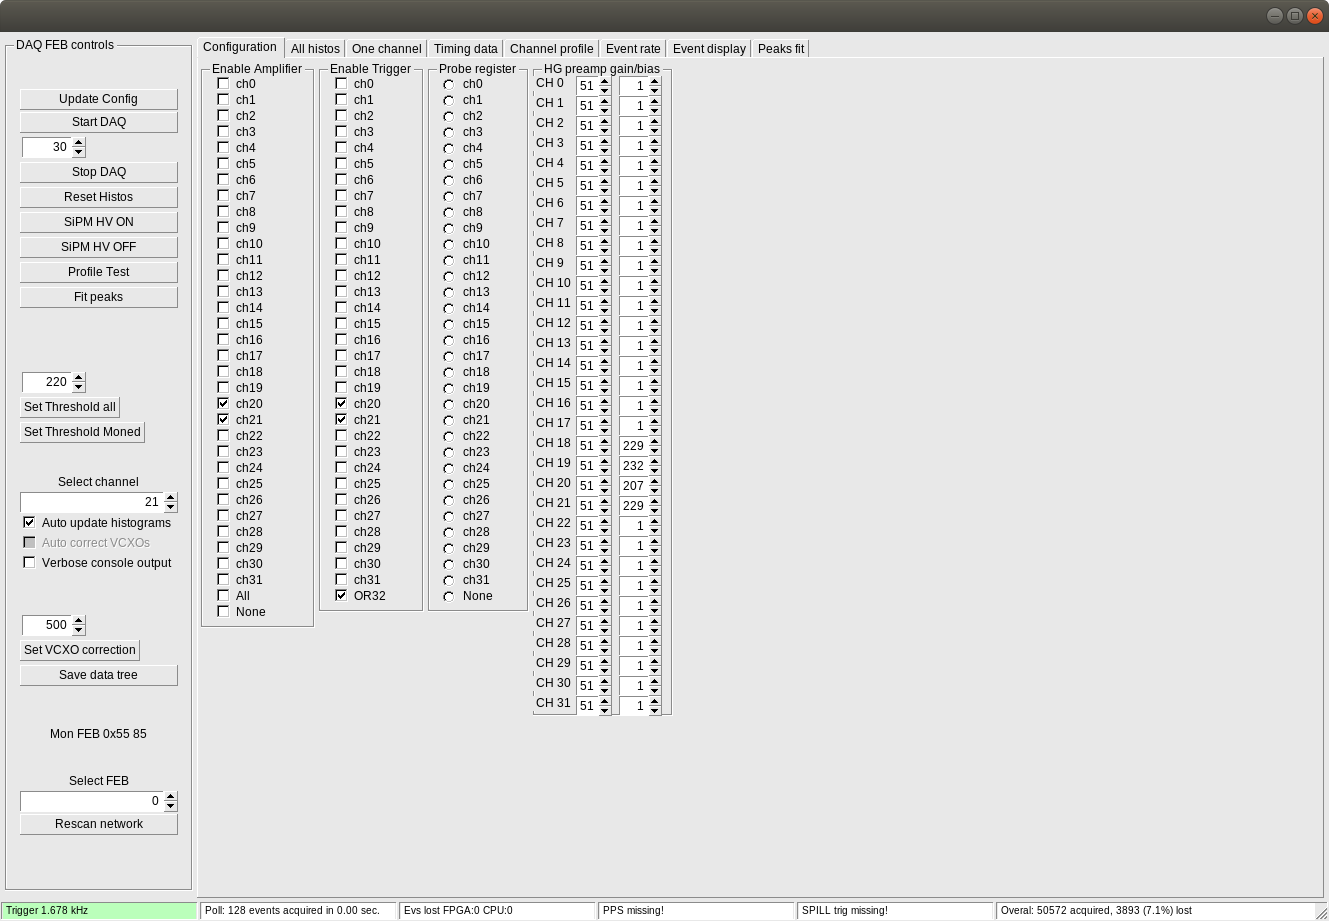 DAQ FEB controls
Update Config
Start DAQ
30
Stop DAQ
Reset Histos
SiPM HV ON
SiPM HV OFF
Profile Test
Fit peaks
220
Set Threshold all
Set Threshold Moned
Select channel
21
Auto update histograms
Auto correct VCXOs
Verbose console output
500
Set VCXO correction
Save data tree
Mon FEB 0x55 85
Select FEB
0
Rescan network
Configuration All histos One channel Timing data Channel profile Event rate Event display Peaks fit
Enable Amplifier
ch0
ch1
ch2
ch3
ch4
ch5
ch6
ch7
ch8
ch9
ch10
ch11
ch12
ch13
ch14
ch15
ch16
ch17
ch18
ch19
ch20
ch21
ch22
ch23
ch24
ch25
ch26
ch27
ch28
ch29
ch30
ch31
All
None
Enable Trigger
ch0
ch1
ch2
ch3
ch4
ch5
ch6
ch7
ch8
ch9
ch10
ch11
ch12
ch13
ch14
ch15
ch16
ch17
ch18
ch19
ch20
ch21
ch22
ch23
ch24
ch25
ch26
ch27
ch28
ch29
ch30
ch31
OR32
Probe register
ch0
ch1
ch2
ch3
ch4
ch5
ch6
ch7
ch8
ch9
ch10
ch11
ch12
ch13
ch14
ch15
ch16
ch17
ch18
ch19
ch20
ch21
ch22
ch23
ch24
ch25
ch26
ch27
ch28
ch29
ch30
ch31
None
HG preamp gain/bias
CH 0 51 1
CH 1 51 1
CH 2 51 1
CH 3 51 1
CH 4 51 1
CH 5 51 1
CH 6 51 1
CH 7 51 1
CH 8 51 1
CH 9 51 1
CH 10 51 1
CH 11 51 1
CH 12 51 1
CH 13 51 1
CH 14 51 1
CH 15 51 1
CH 16 51 1
CH 17 51 1
CH 18 51 229
CH 19 51 232
CH 20 51 207
CH 21 51 229
CH 22 51 1
CH 23 51 1
CH 24 51 1
CH 25 51 1
CH 26 51 1
CH 27 51 1
CH 28 51 1
CH 29 51 1
CH 30 51 1
CH 31 51 1
Trigger 1.678 kHz Poll: 128 events acquired in 0.00 sec. Evs lost FPGA:0 CPU:0 PPS missing! SPILL trig missing! Overal: 50572 acquired, 3893 (7.1%) lost